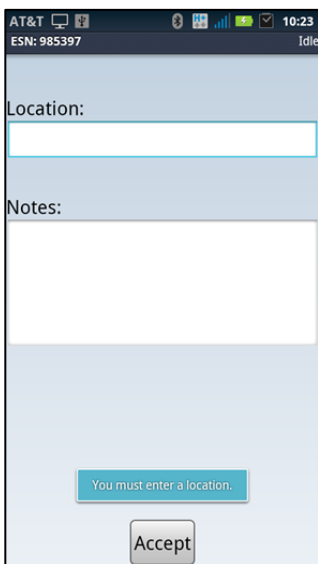 AT&T 10:23
ESN: 985397 Idle
Location:
Notes:
You must enter a location.
Accept